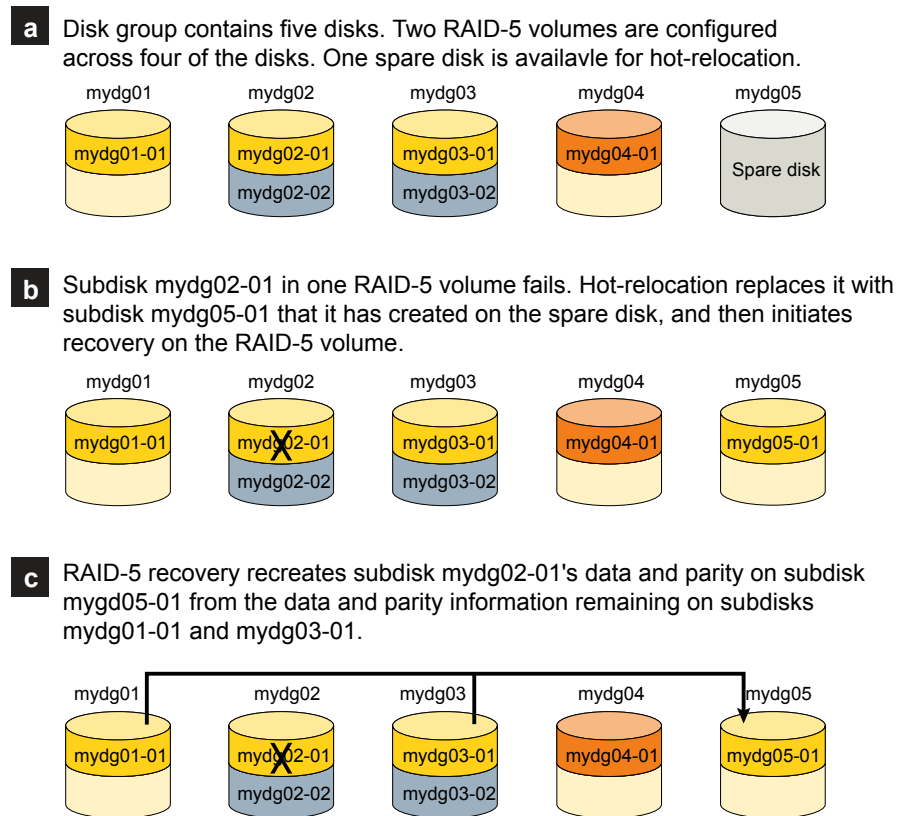 a Disk group contains five disks. Two RAID-5 volumes are configured
across four of the disks. One spare disk is availavle for hot-relocation.
mydg01 mydg02 mydg03 mydg04 mydg05
mydg01-01 mydg02-01 mydg03-01 mydg04-01
Spare disk
mydg02-02 mydg03-02
b Subdisk mydg02-01 in one RAID-5 volume fails. Hot-relocation replaces it with
subdisk mydg05-01 that it has created on the spare disk, and then initiates
recovery on the RAID-5 volume.
mydg01 mydg02 mydg03 mydg04 mydg05
mydg01-01 mydg02-01 mydg03-01 mydg04-01 mydg05-01
X
mydg02-02 mydg03-02
c RAID-5 recovery recreates subdisk mydg02-01's data and parity on subdisk
mygd05-01 from the data and parity information remaining on subdisks
mydg01-01 and mydg03-01.
mydg01 mydg02 mydg03 mydg04 mydg05
mydg01-01 mydg02-01 mydg03-01 mydg04-01 mydg05-01
X
mydg02-02 mydg03-02